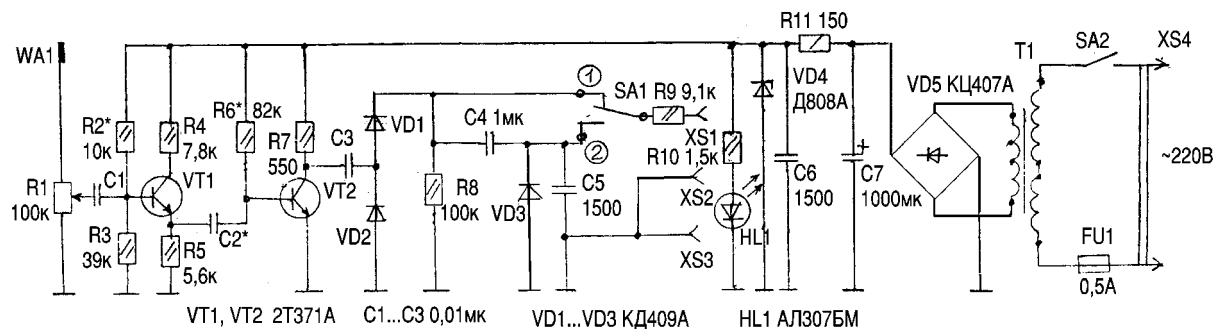 WA1
R1
100к
R2*
10к
R3
39к
C1
R4
7,8к
VT1
R5
5,6к
C2*
R6* 82к
R7
550
VT2
C3
VD1
VD2
R8
100к
C4 1мк
VD3
C5
1500
1
2
SA1 R9 9,1к
XS1
R10 1,5к
XS2
XS3
HL1
R11 150
VD4
Д808А
C6
1500
+
C7
1000мк
VD5 КЦ407А
T1
SA2
XS4
~220В
FU1
0,5А
VT1, VT2 2Т371А
C1...C3 0,01мк
VD1...VD3 КД409А
HL1 АЛ307БМ